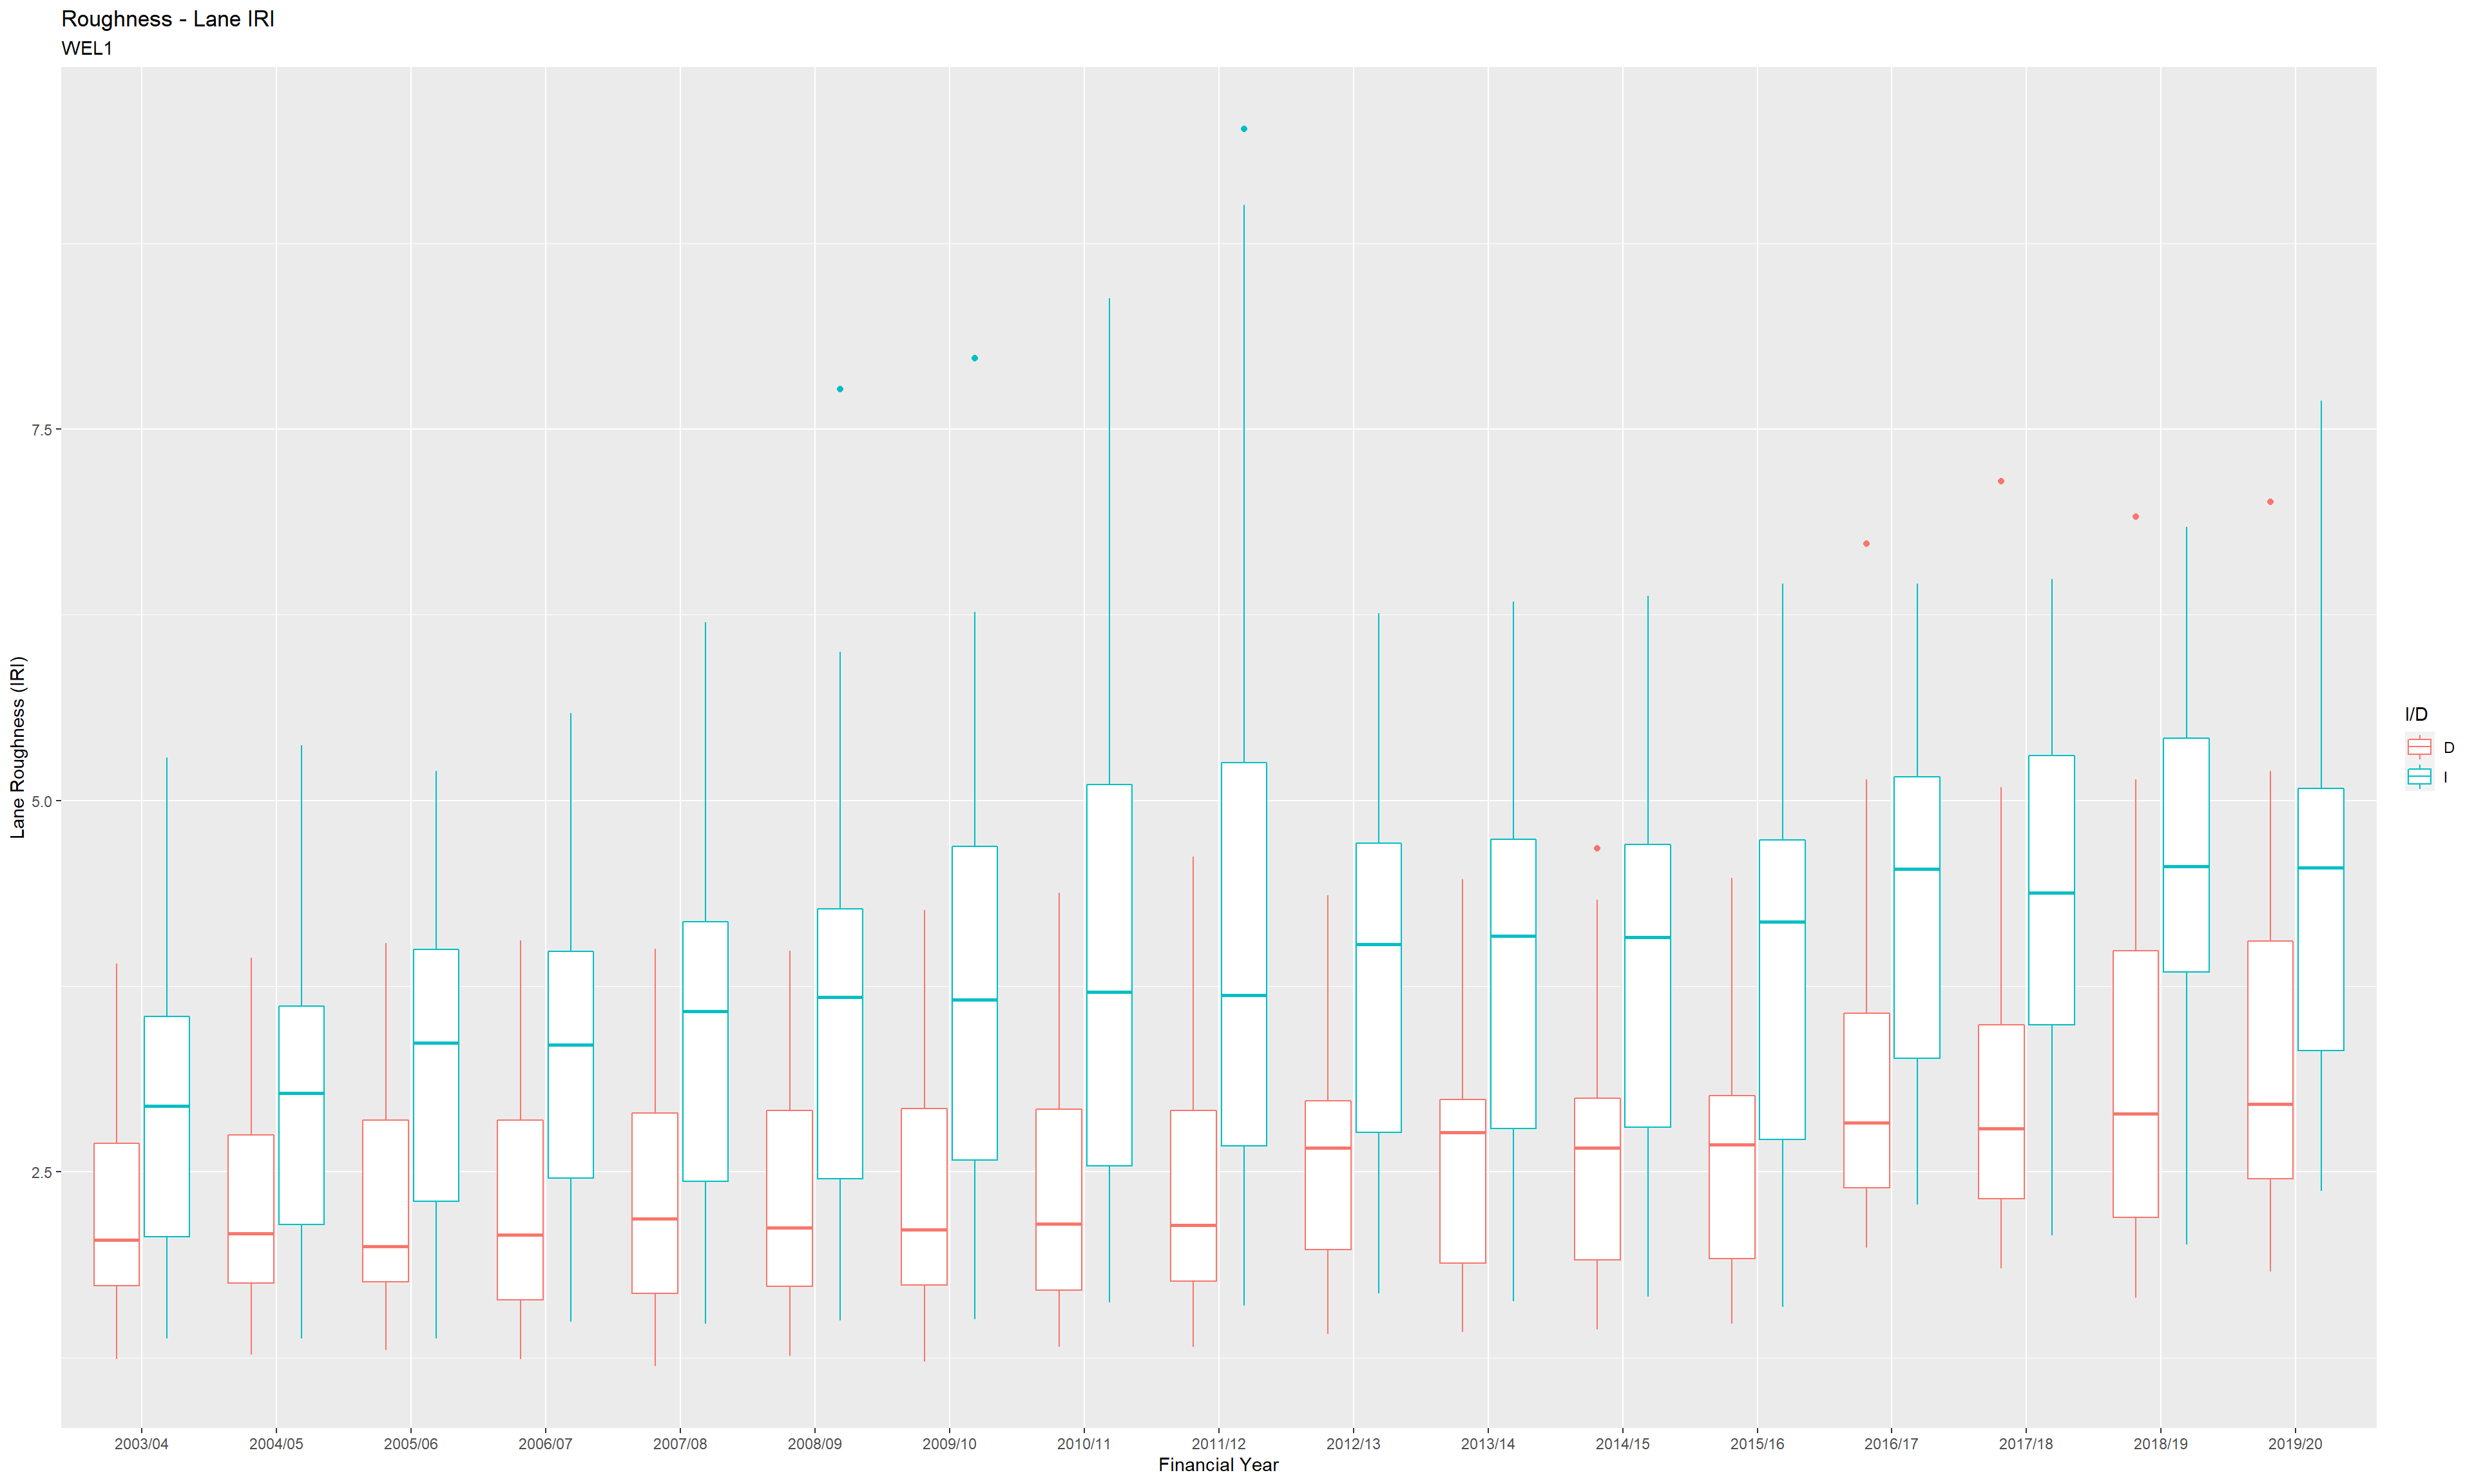 Roughness - Lane IRI
WEL1
Lane Roughness (IRI)
7.5
5.0
2.5
2003/04 2004/05 2005/06 2006/07 2007/08 2008/09 2009/10 2010/11 2011/12 2012/13 2013/14 2014/15 2015/16 2016/17 2017/18 2018/19 2019/20
Financial Year
I/D
D
I